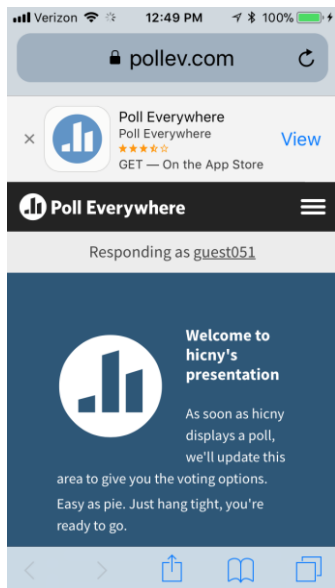 Verizon 12:49 PM 100%
pollev.com
Poll Everywhere
Poll Everywhere
GET — On the App Store
View
Poll Everywhere
Responding as guest051
Welcome to
hicny's
presentation
As soon as hicny
displays a poll,
we'll update this
area to give you the voting options.
Easy as pie. Just hang tight, you're
ready to go.